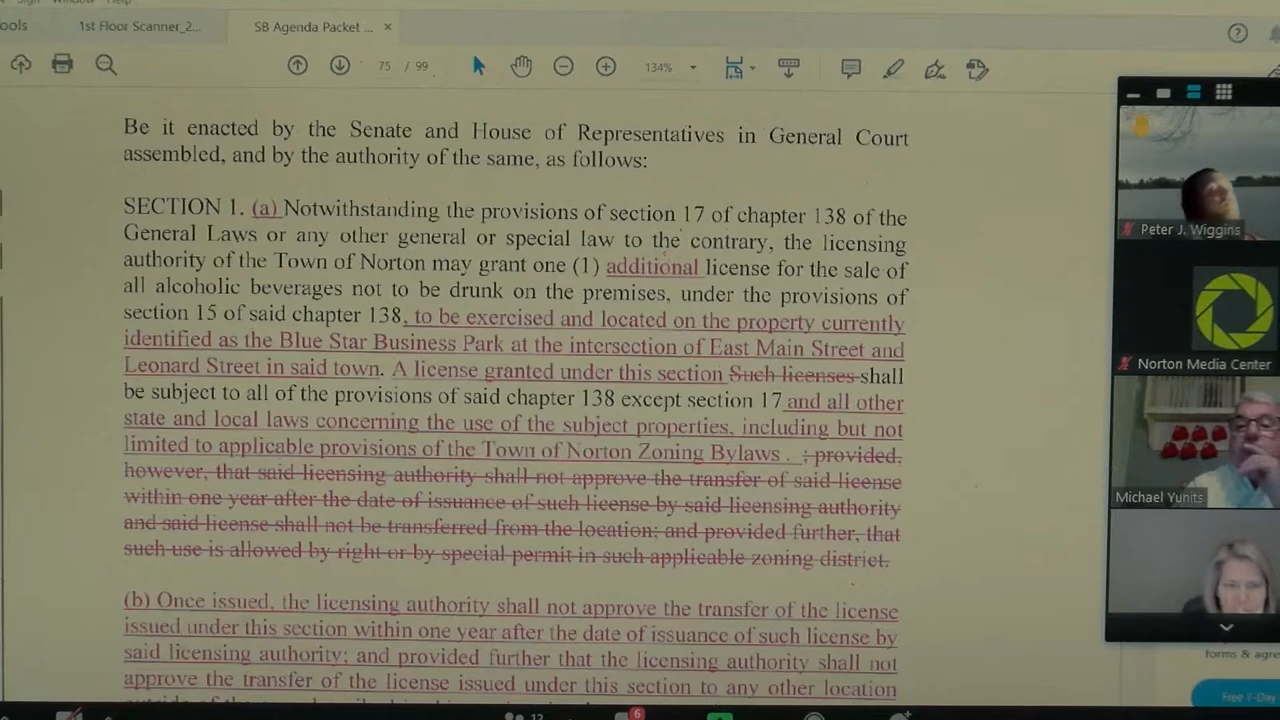 Sign Window Help
ools
1st Floor Scanner_2...
SB Agenda Packet ... ×
75 / 99
134%
Be it enacted by the Senate and House of Representatives in General Court
assembled, and by the authority of the same, as follows:
SECTION 1. (a) Notwithstanding the provisions of section 17 of chapter 138 of the
General Laws or any other general or special law to the contrary, the licensing
authority of the Town of Norton may grant one (1) additional license for the sale of
all alcoholic beverages not to be drunk on the premises, under the provisions of
section 15 of said chapter 138, to be exercised and located on the property currently
identified as the Blue Star Business Park at the intersection of East Main Street and
Leonard Street in said town. A license granted under this section Such licenses shall
be subject to all of the provisions of said chapter 138 except section 17 and all other
state and local laws concerning the use of the subject properties, including but not
limited to applicable provisions of the Town of Norton Zoning Bylaws . ; provided,
however, that said licensing authority shall not approve the transfer of said license
within one year after the date of issuance of such license by said licensing authority
and said license shall not be transferred from the location; and provided further, that
such use is allowed by right or by special permit in such applicable zoning district.
(b) Once issued, the licensing authority shall not approve the transfer of the license
issued under this section within one year after the date of issuance of such license by
said licensing authority; and provided further that the licensing authority shall not
approve the transfer of the license issued under this section to any other location
Peter J. Wiggins
Norton Media Center
Michael Yunits
forms & agre
Free 7-Day
12
6